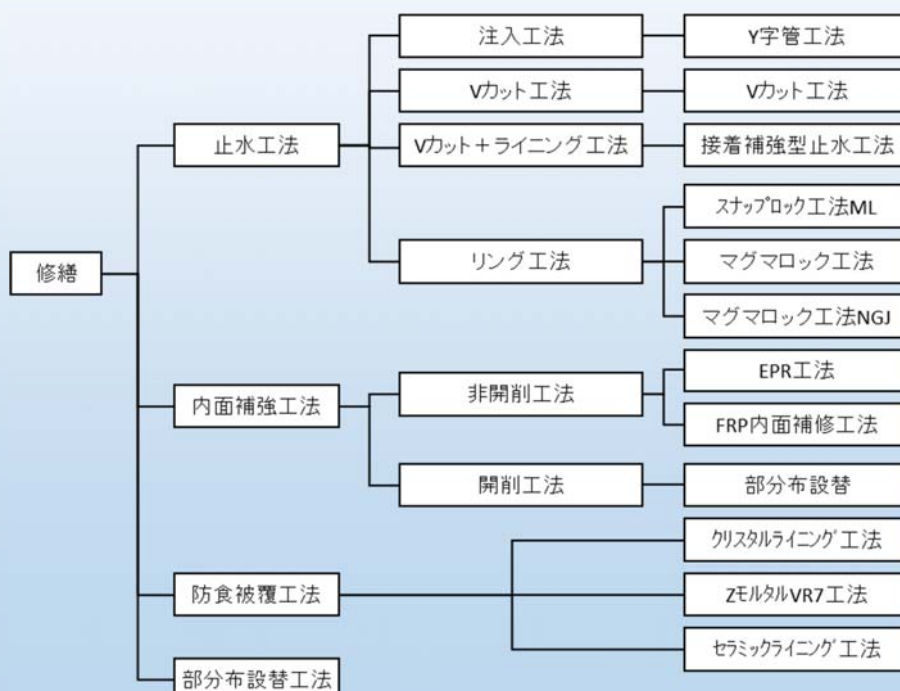 修繕
止水工法
注入工法
Y字管工法
Vカット工法
Vカット工法
Vカット＋ライニング工法
接着補強型止水工法
リング工法
ｽﾅｯﾌﾟﾛｯｸ工法ML
マグマロック工法
マグマロック工法NGJ
内面補強工法
非開削工法
EPR工法
FRP内面補修工法
開削工法
部分布設替
防食被覆工法
ｸﾘｽﾀﾙﾗｲﾆﾝｸﾞ工法
ZﾓﾙﾀﾙVR7工法
ｾﾗﾐｯｸﾗｲﾆﾝｸﾞ工法
部分布設替工法